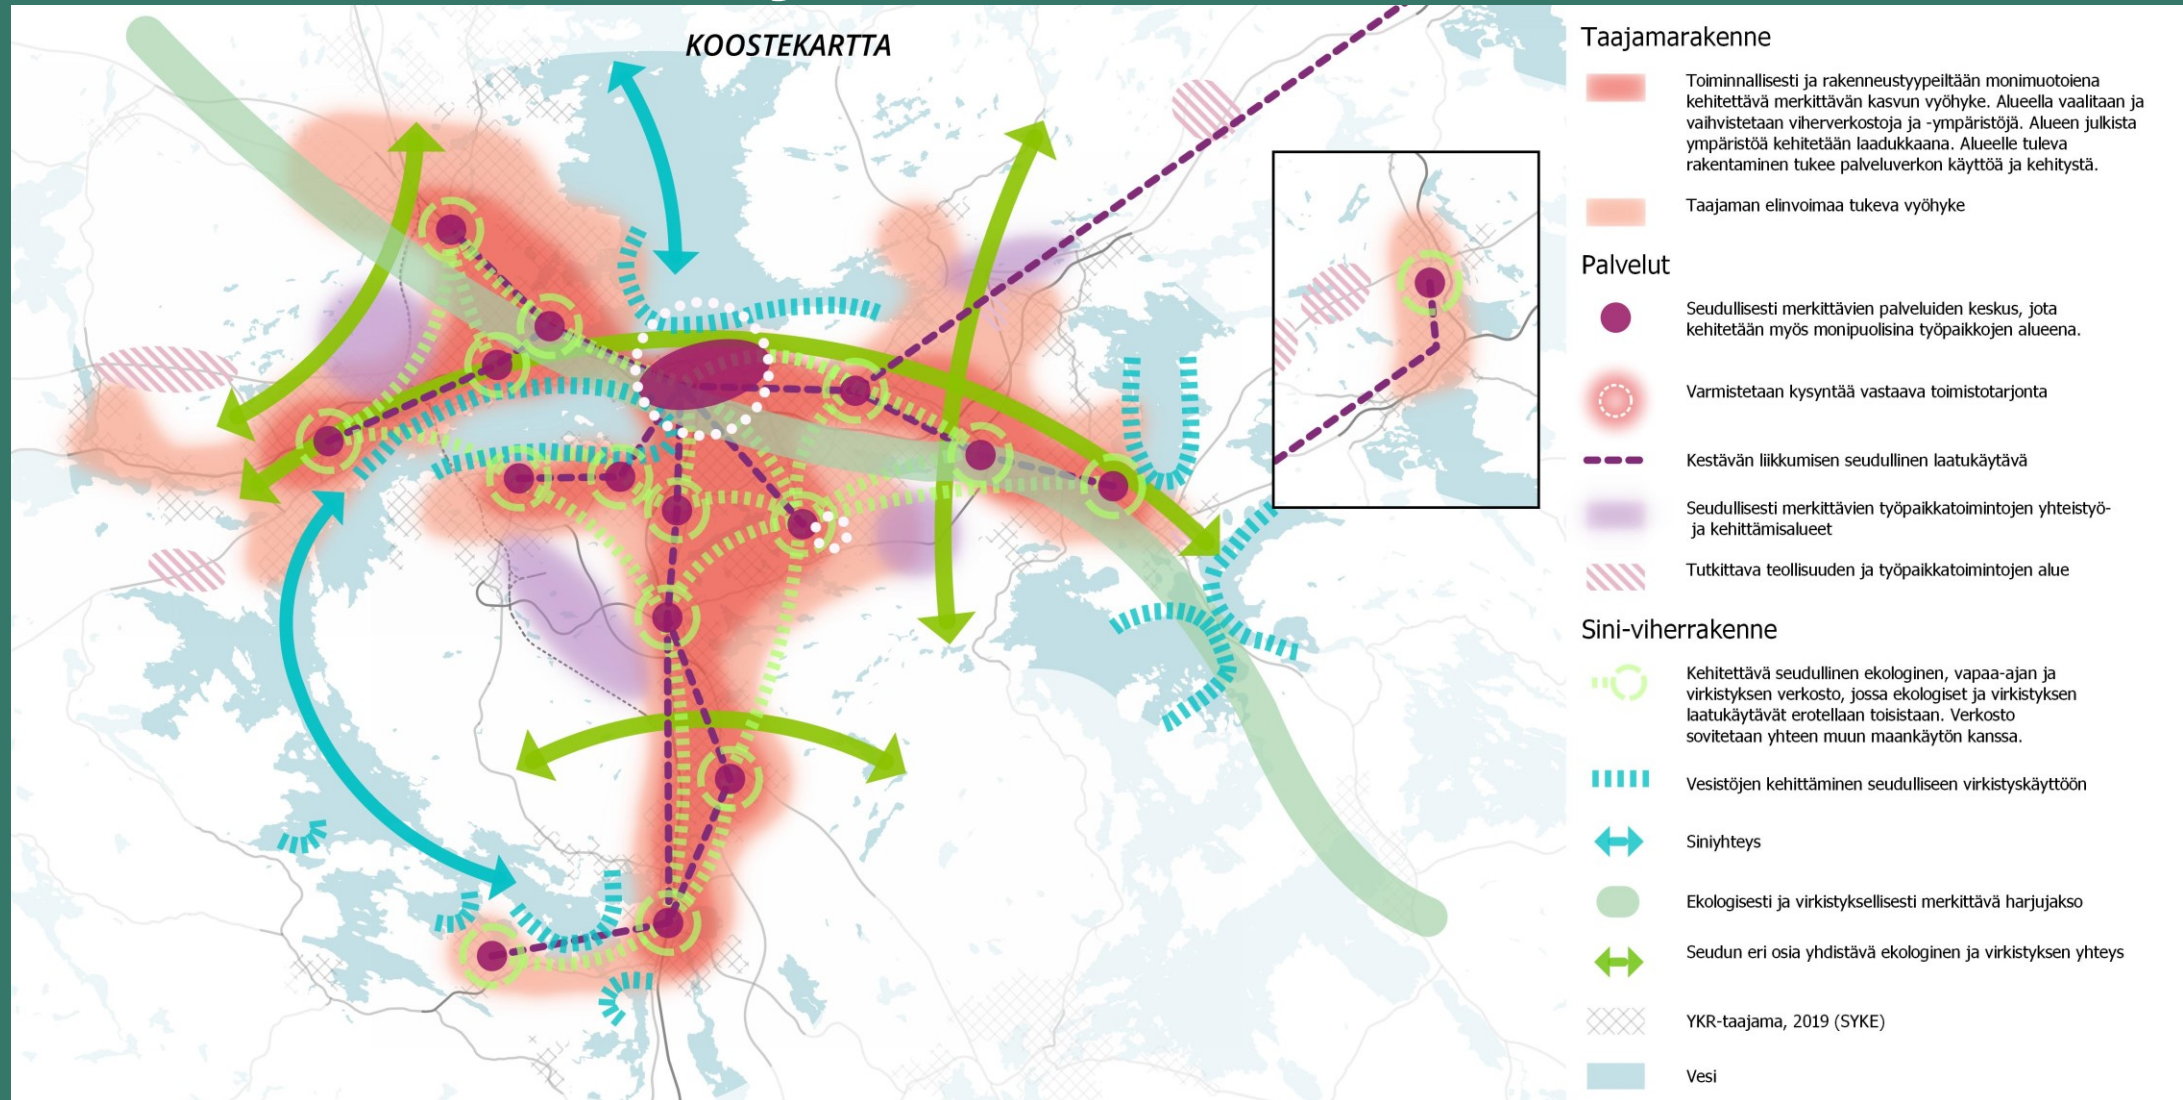 KOOSTEKARTTA
Taajamarakenne
Toiminnallisesti ja rakenneustyypeiltään monimuotoiena
kehitettävä merkittävän kasvun vyöhyke. Alueella vaalitaan ja
vaihvistetaan viherverkostoja ja -ympäristöjä. Alueen julkista
ympäristöä kehitetään laadukkaana. Alueelle tuleva
rakentaminen tukee palveluverkon käyttöä ja kehitystä.
Taajaman elinvoimaa tukeva vyöhyke
Palvelut
Seudullisesti merkittävien palveluiden keskus, jota
kehitetään myös monipuolisina työpaikkojen alueena.
Varmistetaan kysyntää vastaava toimistotarjonta
Kestävän liikkumisen seudullinen laatukäytävä
Seudullisesti merkittävien työpaikkatoimintojen yhteistyö-
ja kehittämisalueet
Tutkittava teollisuuden ja työpaikkatoimintojen alue
Sini-viherrakenne
Kehitettävä seudullinen ekologinen, vapaa-ajan ja
virkistyksen verkosto, jossa ekologiset ja virkistyksen
laatukäytävät erotellaan toisistaan. Verkosto
sovitetaan yhteen muun maankäytön kanssa.
Vesistöjen kehittäminen seudulliseen virkistyskäyttöön
Siniyhteys
Ekologisesti ja virkistyksellisesti merkittävä harjujakso
Seudun eri osia yhdistävä ekologinen ja virkistyksen yhteys
YKR-taajama, 2019 (SYKE)
Vesi